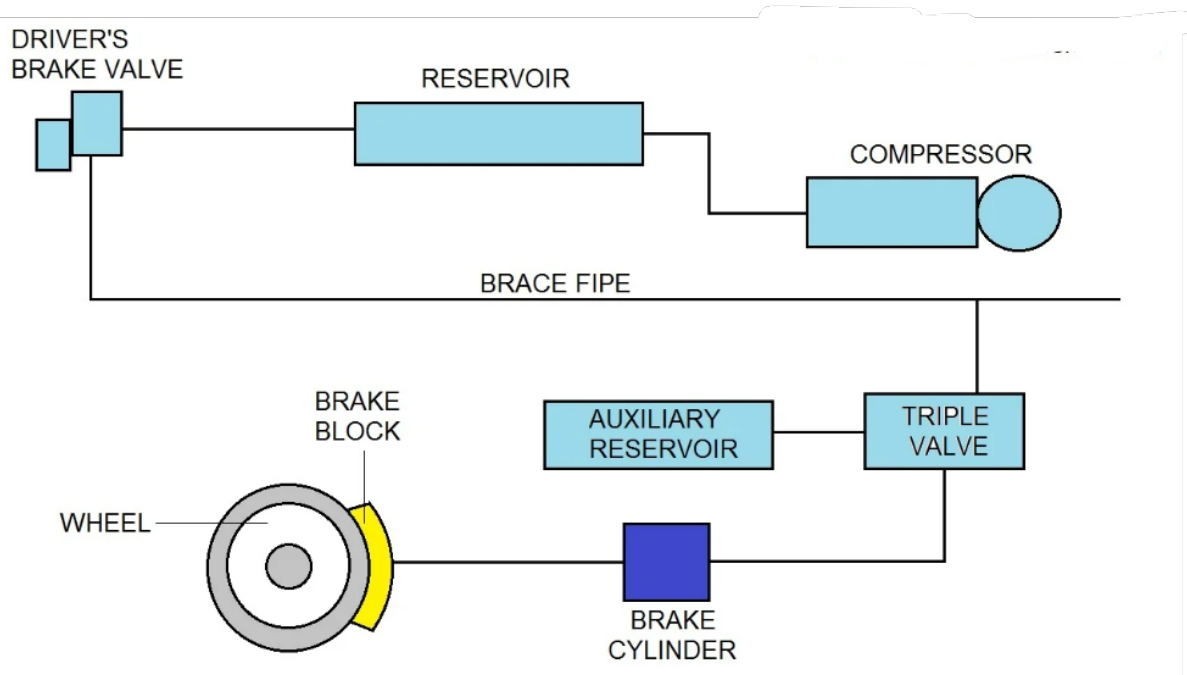 DRIVER'S
BRAKE VALVE
RESERVOIR
COMPRESSOR
BRACE FIPE
BRAKE
BLOCK
AUXILIARY
RESERVOIR
TRIPLE
VALVE
WHEEL
BRAKE
CYLINDER